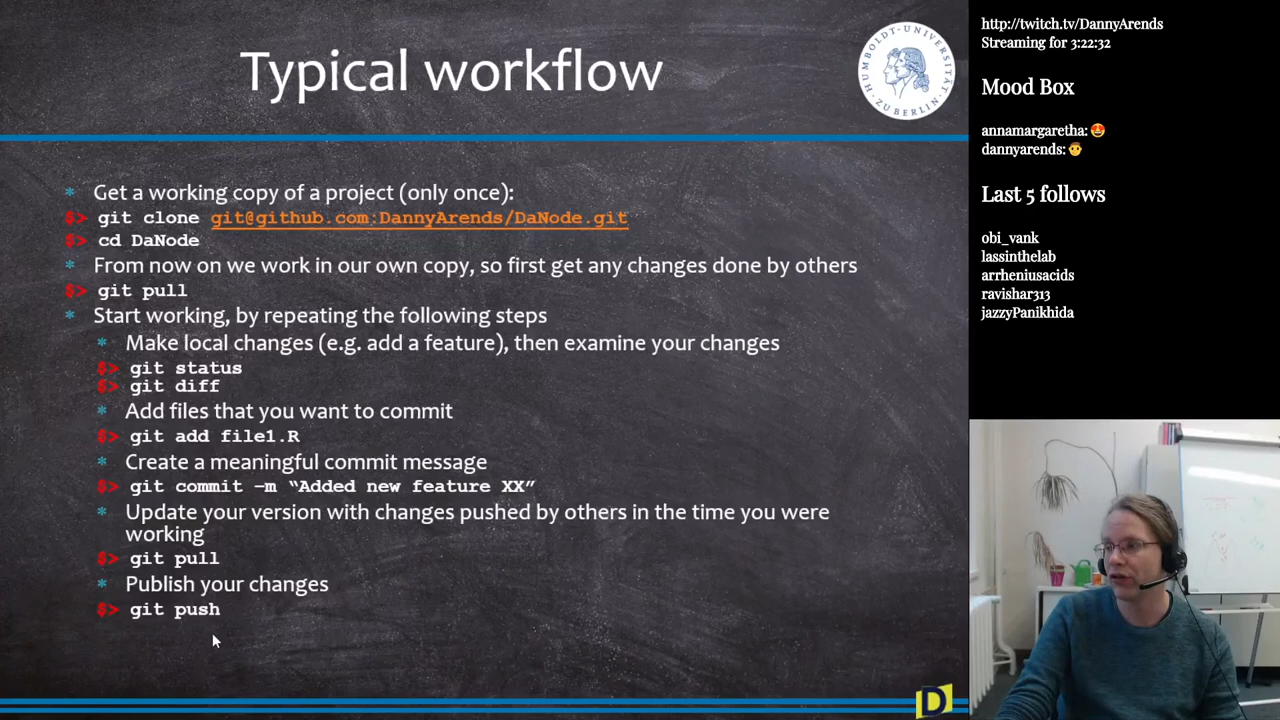 Typical workflow
HUMBOLDT-UNIVERSITÄT
ZU BERLIN
* Get a working copy of a project (only once):
$> git clone git@github.com:DannyArends/DaNode.git
$> cd DaNode
* From now on we work in our own copy, so first get any changes done by others
$> git pull
* Start working, by repeating the following steps
* Make local changes (e.g. add a feature), then examine your changes
$> git status
$> git diff
* Add files that you want to commit
$> git add file1.R
* Create a meaningful commit message
$> git commit –m “Added new feature XX”
* Update your version with changes pushed by others in the time you were
working
$> git pull
* Publish your changes
$> git push
D
http://twitch.tv/DannyArends
Streaming for 3:22:32
Mood Box
annamargaretha: 😍
dannyarends: 👨
Last 5 follows
obi_vank
lassinthelab
arrheniusacids
ravishar313
jazzyPanikhida